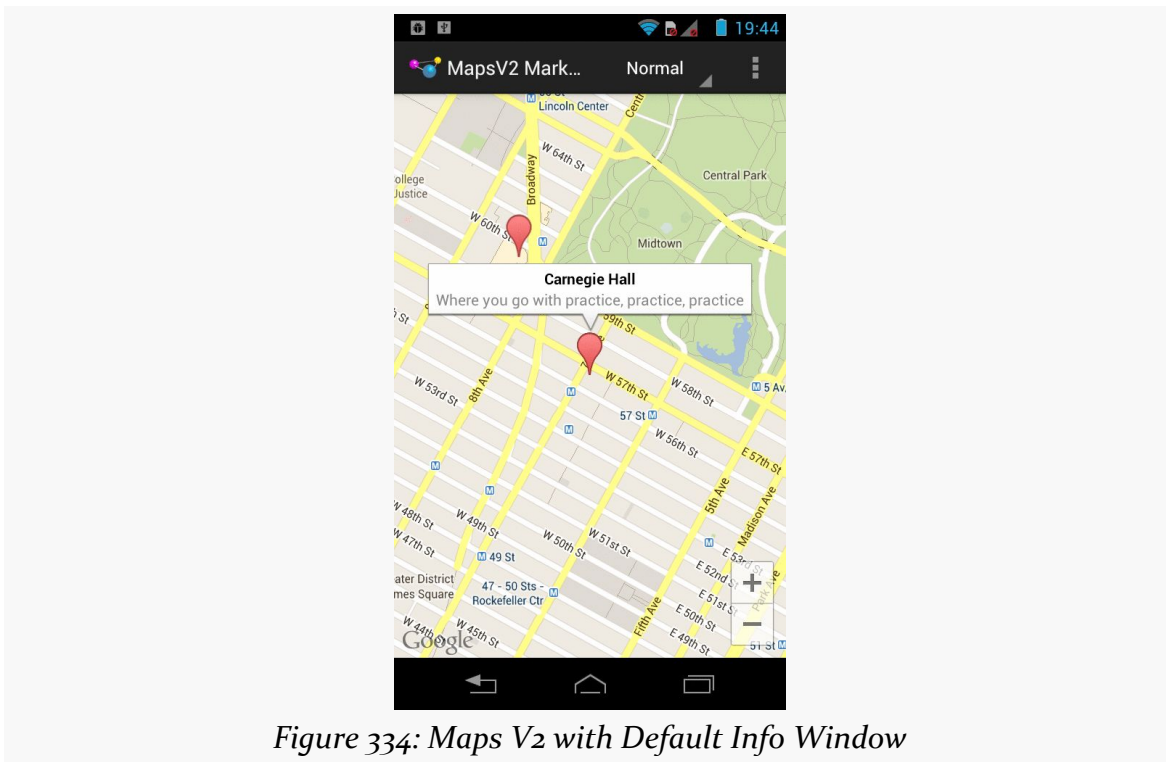 19:44
MapsV2 Mark...
Normal
Lincoln Center
W 64th St
Broadway
Central Park
ollege
Justice
W 60th St
Midtown
Carnegie Hall
Where you go with practice, practice, practice
59th St
W 53rd St
8th Ave
W 57th St
W 58th St
M 5 Av
57 St M
W 56th St
E 57th St
5th Ave
Madison Ave
W 48th St
W 49th St
W 47th St
M 49 St
W 50th St
W 51st St
E 53rd St
E 52nd St
ater District
mes Square
47 - 50 Sts -
Rockefeller Ctr
E 51st St
Park Ave
Fifth Ave
E 50th St
E 49th St
51 St M
W 44th
W 45th St
Google
Figure 334: Maps V2 with Default Info Window